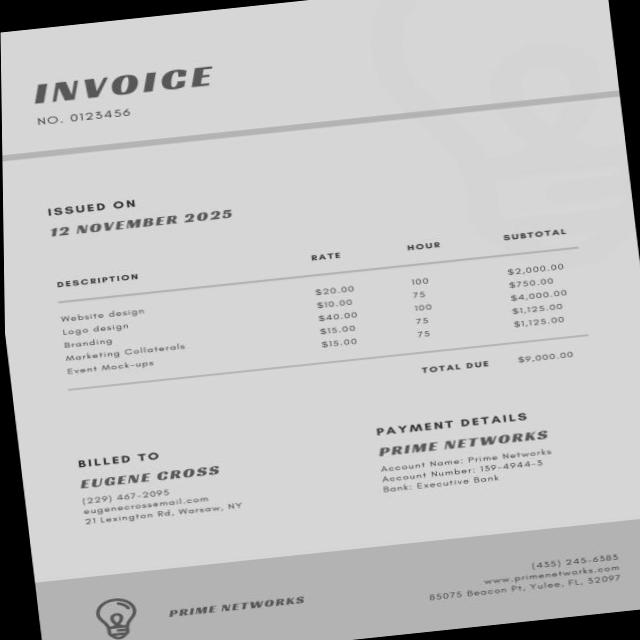 INVOICE
NO. 0123456
ISSUED ON
12 NOVEMBER 2025
DESCRIPTION RATE HOUR SUBTOTAL
Website design $20.00 100 $2,000.00
Logo design $10.00 75 $750.00
Branding $40.00 100 $4,000.00
Marketing Collaterals $15.00 75 $1,125.00
Event Mock-ups $15.00 75 $1,125.00
TOTAL DUE $9,000.00
BILLED TO
EUGENE CROSS
(229) 467-2095
eugenecrossemail.com
21 Lexington Rd, Warsaw, NY
PAYMENT DETAILS
PRIME NETWORKS
Account Name: Prime Networks
Account Number: 159-4944-5
Bank: Executive Bank
PRIME NETWORKS
(435) 245-6385
www.primenetworks.com
85075 Beacon Pt, Yulee, FL, 32097